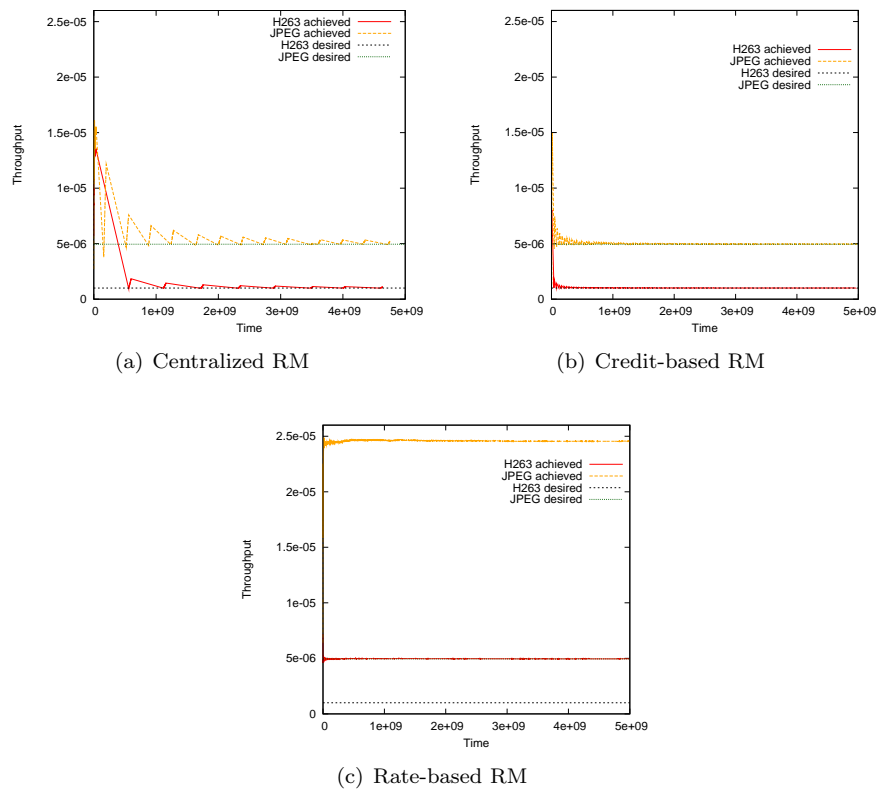 H263 achieved
JPEG achieved
H263 desired
JPEG desired
2.5e-05
2e-05
1.5e-05
1e-05
5e-06
0
Throughput
0 1e+09 2e+09 3e+09 4e+09 5e+09
Time
(a) Centralized RM
H263 achieved
JPEG achieved
H263 desired
JPEG desired
2.5e-05
2e-05
1.5e-05
1e-05
5e-06
0
Throughput
0 1e+09 2e+09 3e+09 4e+09 5e+09
Time
(b) Credit-based RM
H263 achieved
JPEG achieved
H263 desired
JPEG desired
2.5e-05
2e-05
1.5e-05
1e-05
5e-06
0
Throughput
0 1e+09 2e+09 3e+09 4e+09 5e+09
Time
(c) Rate-based RM